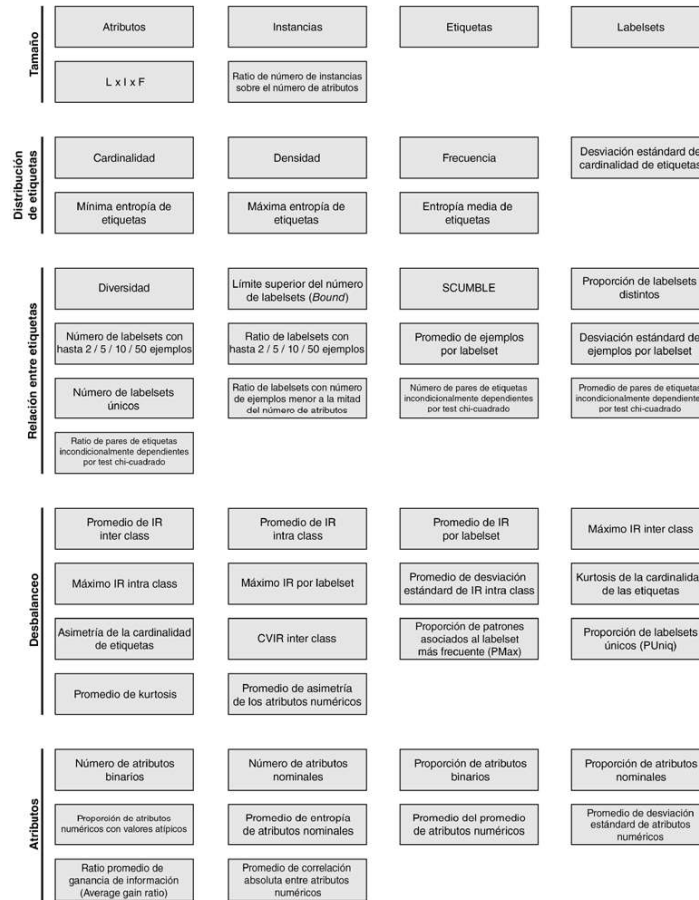 Tamaño
Atributos
Instancias
Etiquetas
Labelsets
L x I x F
Ratio de número de instancias
sobre el número de atributos
Distribución
de etiquetas
Cardinalidad
Densidad
Frecuencia
Desviación estándar de
cardinalidad de etiquetas
Mínima entropía de
etiquetas
Máxima entropía de
etiquetas
Entropía media de
etiquetas
Relación entre etiquetas
Diversidad
Límite superior del número
de labelsets (Bound)
SCUMBLE
Proporción de labelsets
distintos
Número de labelsets con
hasta 2 / 5 / 10 / 50 ejemplos
Ratio de labelsets con
hasta 2 / 5 / 10 / 50 ejemplos
Promedio de ejemplos
por labelset
Desviación estándar de
ejemplos por labelset
Número de labelsets
únicos
Ratio de labelsets con número
de ejemplos menor a la mitad
del número de atributos
Número de pares de etiquetas
incondicionalmente dependientes
por test chi-cuadrado
Promedio de pares de etiquetas
incondicionalmente dependientes
por test chi-cuadrado
Ratio de pares de etiquetas
incondicionalmente dependientes
por test chi-cuadrado
Desbalanceo
Promedio de IR
inter class
Promedio de IR
intra class
Promedio de IR
por labelset
Máximo IR inter class
Máximo IR intra class
Máximo IR por labelset
Promedio de desviación
estándar de IR intra class
Kurtosis de la cardinalidad
de las etiquetas
Asimetría de la cardinalidad
de etiquetas
CVIR inter class
Proporción de patrones
asociados al labelset
más frecuente (PMax)
Proporción de labelsets
únicos (PUniq)
Promedio de kurtosis
Promedio de asimetría
de los atributos numéricos
Atributos
Número de atributos
binarios
Número de atributos
nominales
Proporción de atributos
binarios
Proporción de atributos
nominales
Proporción de atributos
numéricos con valores atípicos
Promedio de entropía
de atributos nominales
Promedio del promedio
de atributos numéricos
Promedio de desviación
estándar de atributos
numéricos
Ratio promedio de
ganancia de información
(Average gain ratio)
Promedio de correlación
absoluta entre atributos
numéricos